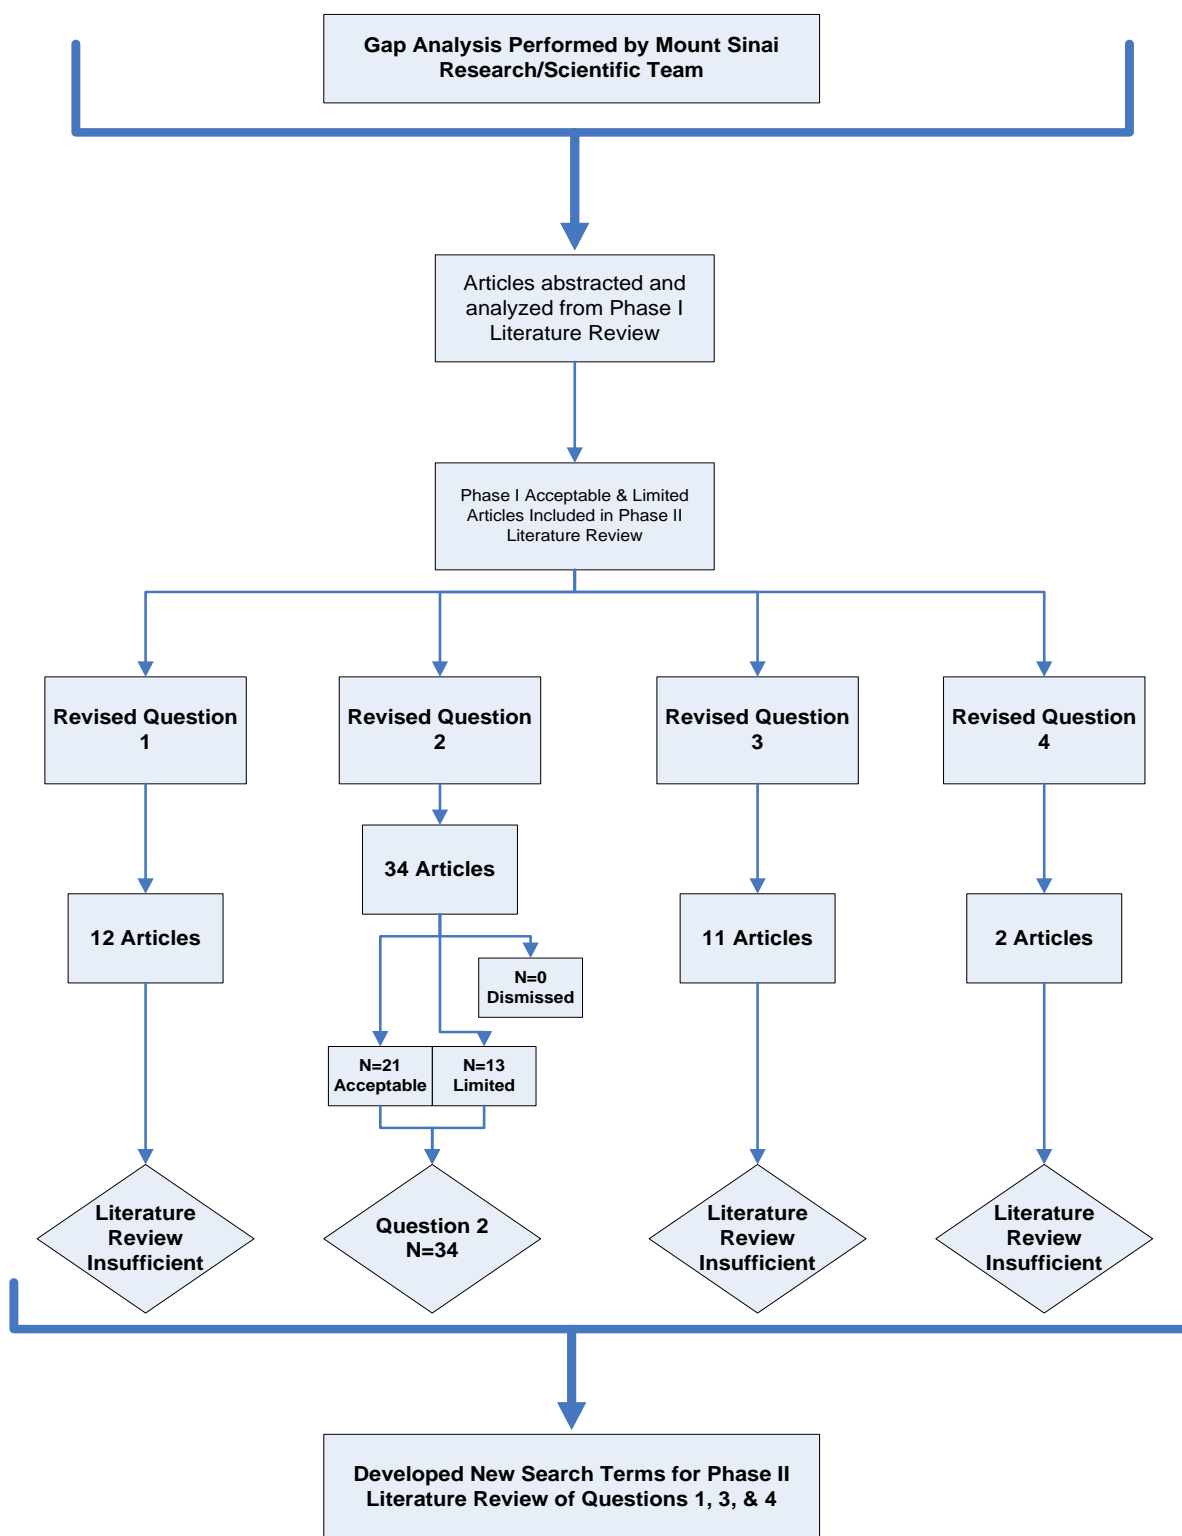 Gap Analysis Performed by Mount Sinai
Research/Scientific Team
Articles abstracted and
analyzed from Phase I
Literature Review
Phase I Acceptable & Limited
Articles Included in Phase II
Literature Review
Revised Question
1
Revised Question
2
Revised Question
3
Revised Question
4
34 Articles
12 Articles
11 Articles
2 Articles
N=0
Dismissed
N=21
Acceptable
N=13
Limited
Literature
Review
Insufficient
Question 2
N=34
Literature
Review
Insufficient
Literature
Review
Insufficient
Developed New Search Terms for Phase II
Literature Review of Questions 1, 3, & 4